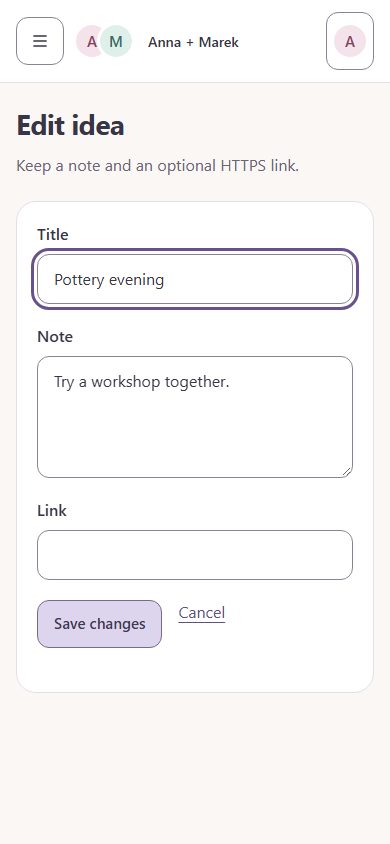 A M Anna + Marek A
Edit idea
Keep a note and an optional HTTPS link.
Title
Pottery evening
Note
Try a workshop together.
Link
Save changes Cancel